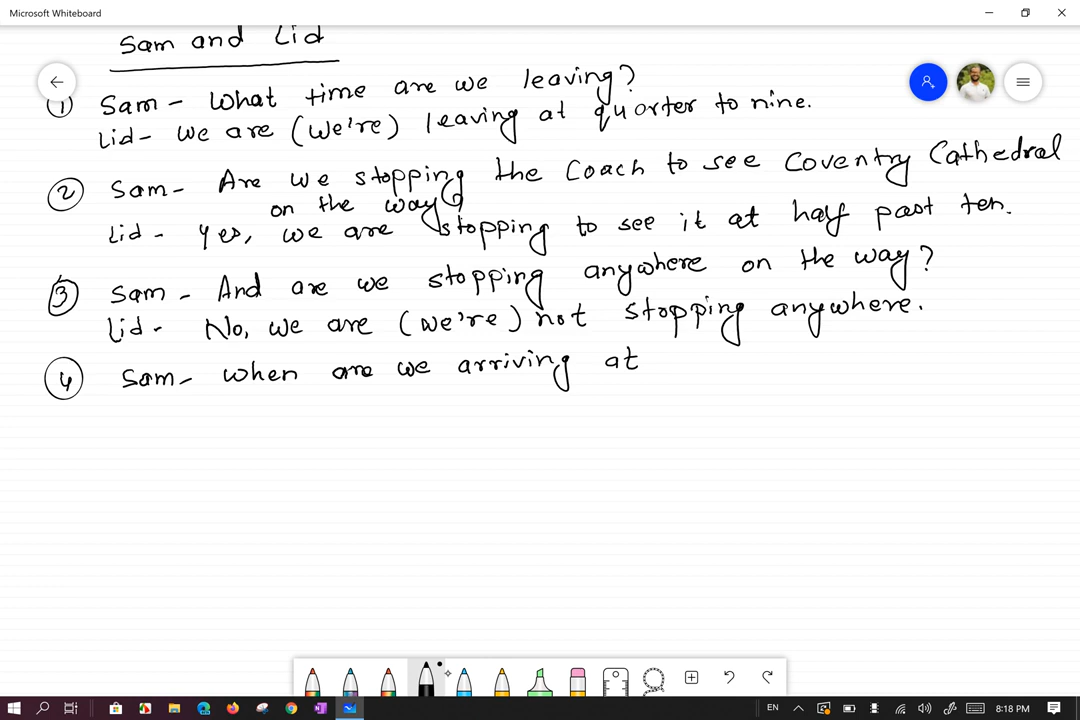 Microsoft Whiteboard
Sam and Lid
(1) Sam - What time are we leaving?
Lid - We are (we're) leaving at quarter to nine.
(2) Sam - Are we stopping the Coach to see Coventry Cathedral
on the way?
Lid - Yes, we are stopping to see it at half past ten.
(3) Sam - And are we stopping anywhere on the way?
Lid - No, we are (we're) not stopping anywhere.
(4) Sam - When are we arriving at
EN 8:18 PM